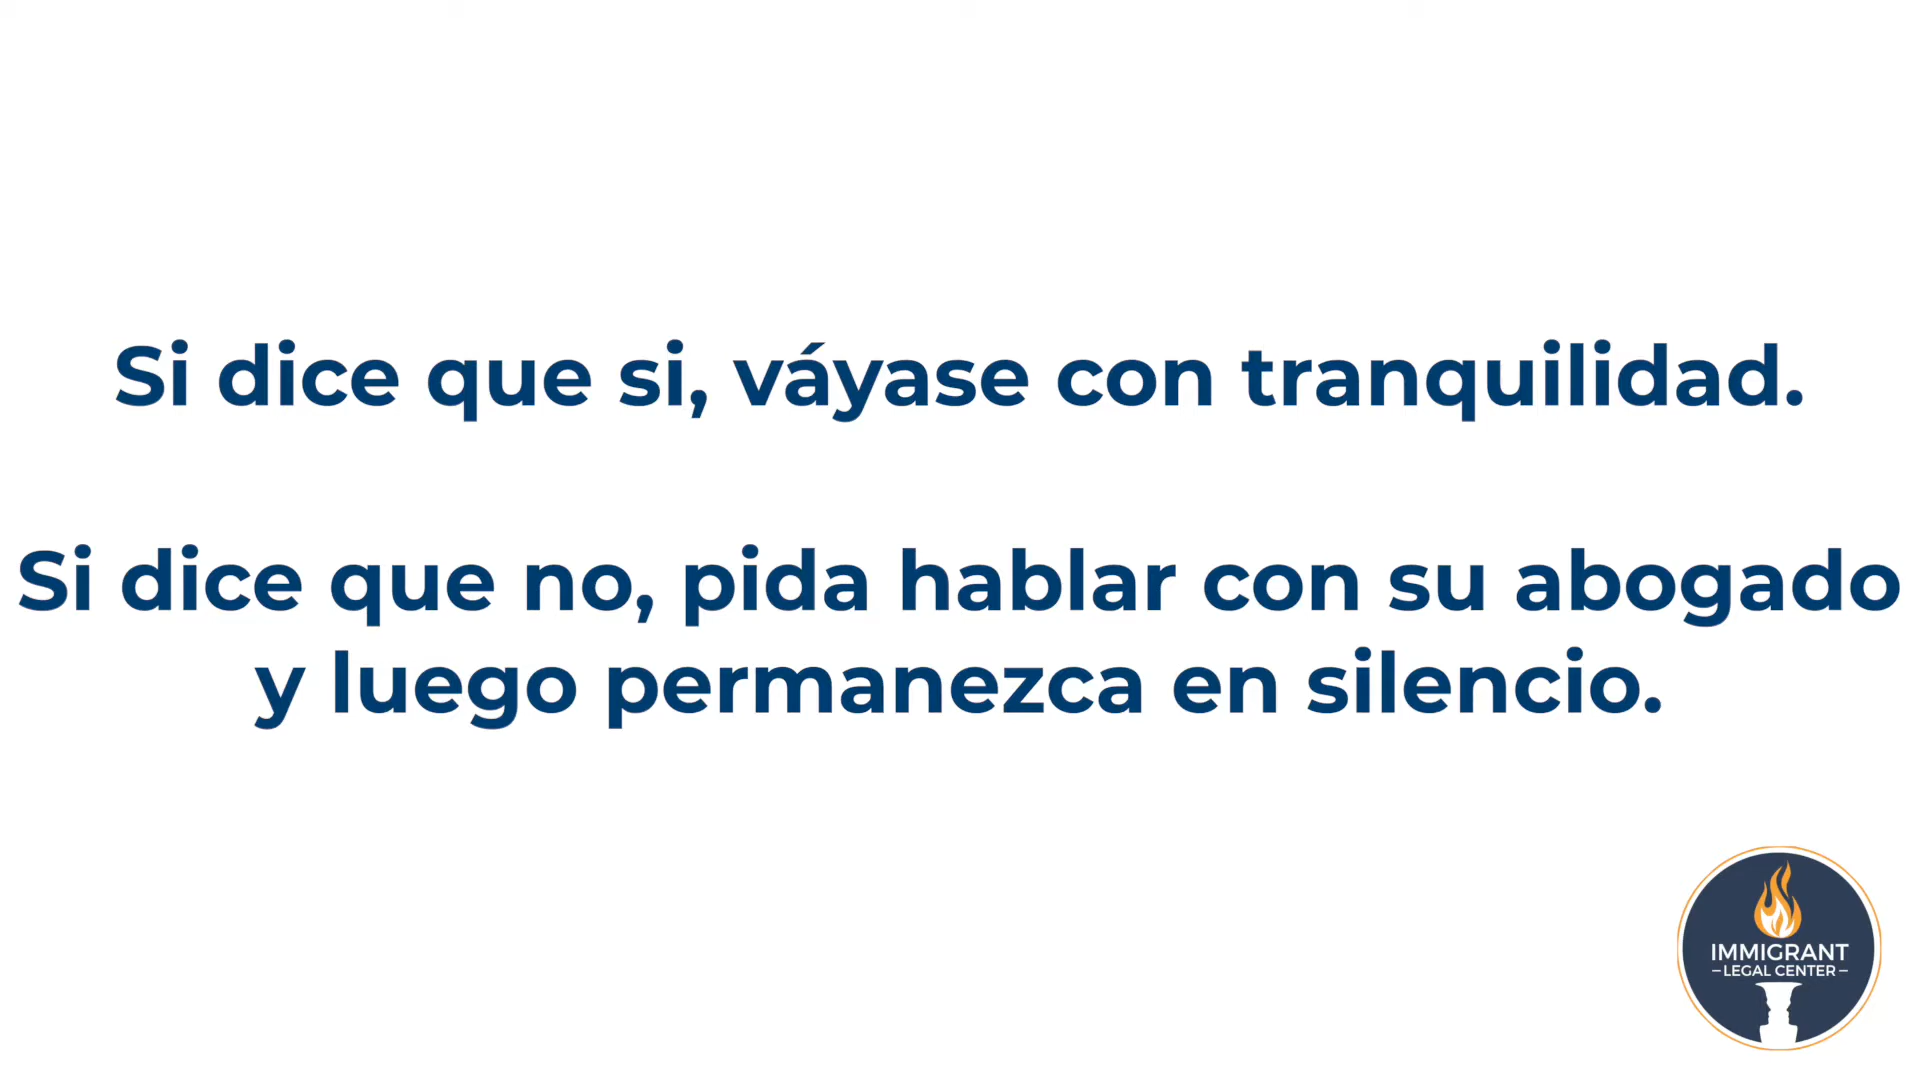 Si dice que si, váyase con tranquilidad.
Si dice que no, pida hablar con su abogado
y luego permanezca en silencio.
IMMIGRANT
LEGAL CENTER